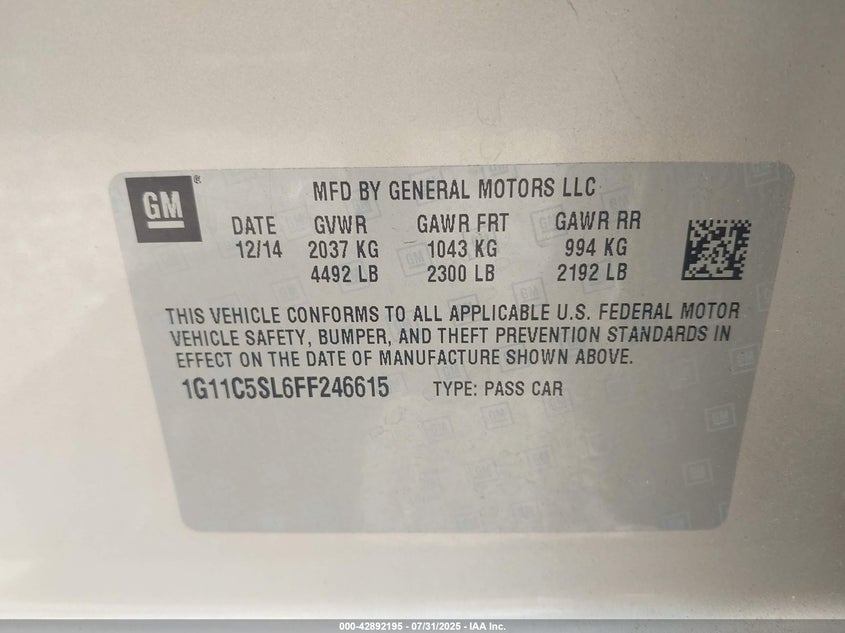 GM®
MFD BY GENERAL MOTORS LLC
DATE GVWR GAWR FRT GAWR RR
12/14 2037 KG 1043 KG 994 KG
4492 LB 2300 LB 2192 LB
THIS VEHICLE CONFORMS TO ALL APPLICABLE U.S. FEDERAL MOTOR
VEHICLE SAFETY, BUMPER, AND THEFT PREVENTION STANDARDS IN
EFFECT ON THE DATE OF MANUFACTURE SHOWN ABOVE.
1G11C5SL6FF246615 TYPE: PASS CAR
000-42892195 - 07/31/2025 - IAA Inc.